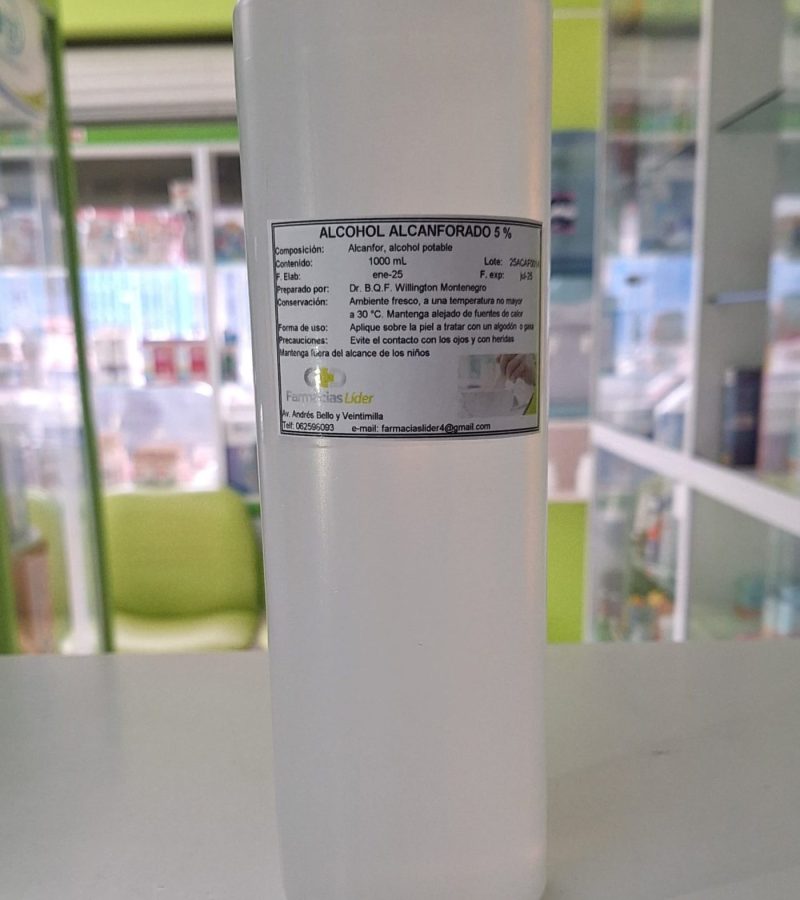 ALCOHOL ALCANFORADO 5 %
Composición: Alcanfor, alcohol potable
Contenido: 1000 mL Lote:
F. Elab: ene-25 F. exp:
Preparado por: Dr. B.Q.F. Willington Montenegro
Conservación: Ambiente fresco, a una temperatura no mayor
a 30 °C. Mantenga alejado de fuentes de calor
Forma de uso: Aplique sobre la piel a tratar con un algodón o gasa
Precauciones: Evite el contacto con los ojos y con heridas
Mantenga fuera del alcance de los niños
Farmacias Líder
Av. Andrés Bello y Veintimilla
Telf: 062596093 e-mail: farmaciaslider4@gmail.com